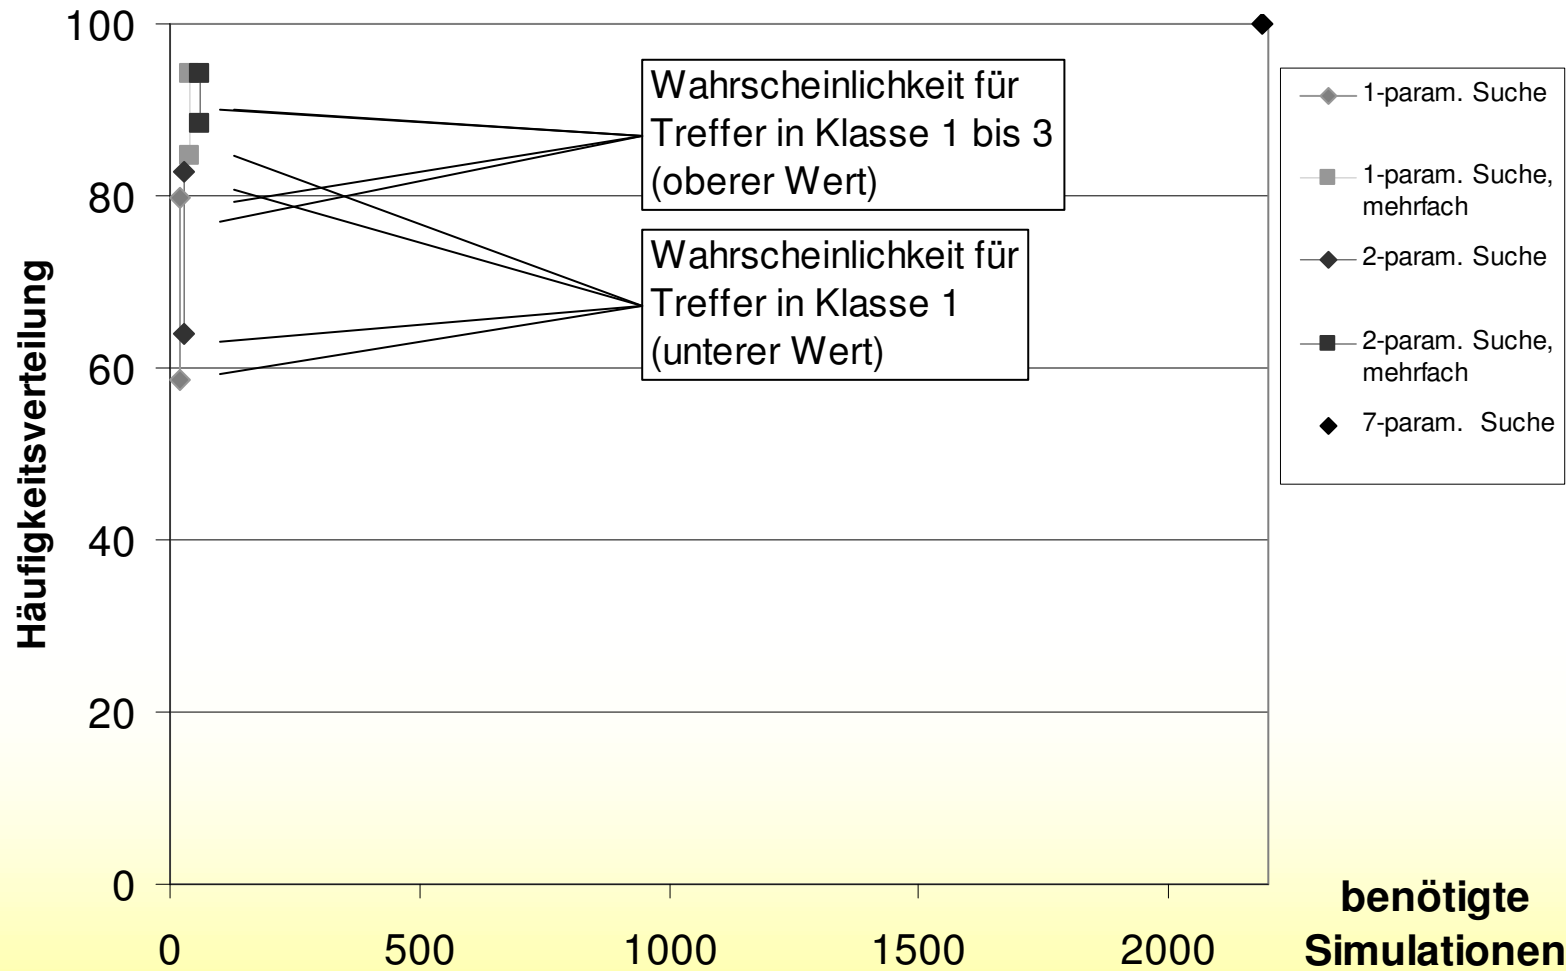 100
80
60
40
20
0
Häufigkeitsverteilung
Wahrscheinlichkeit für
Treffer in Klasse 1 bis 3
(oberer Wert)
Wahrscheinlichkeit für
Treffer in Klasse 1
(unterer Wert)
1-param. Suche
1-param. Suche,
mehrfach
2-param. Suche
2-param. Suche,
mehrfach
7-param. Suche
0
500
1000
1500
2000
benötigte
Simulationen